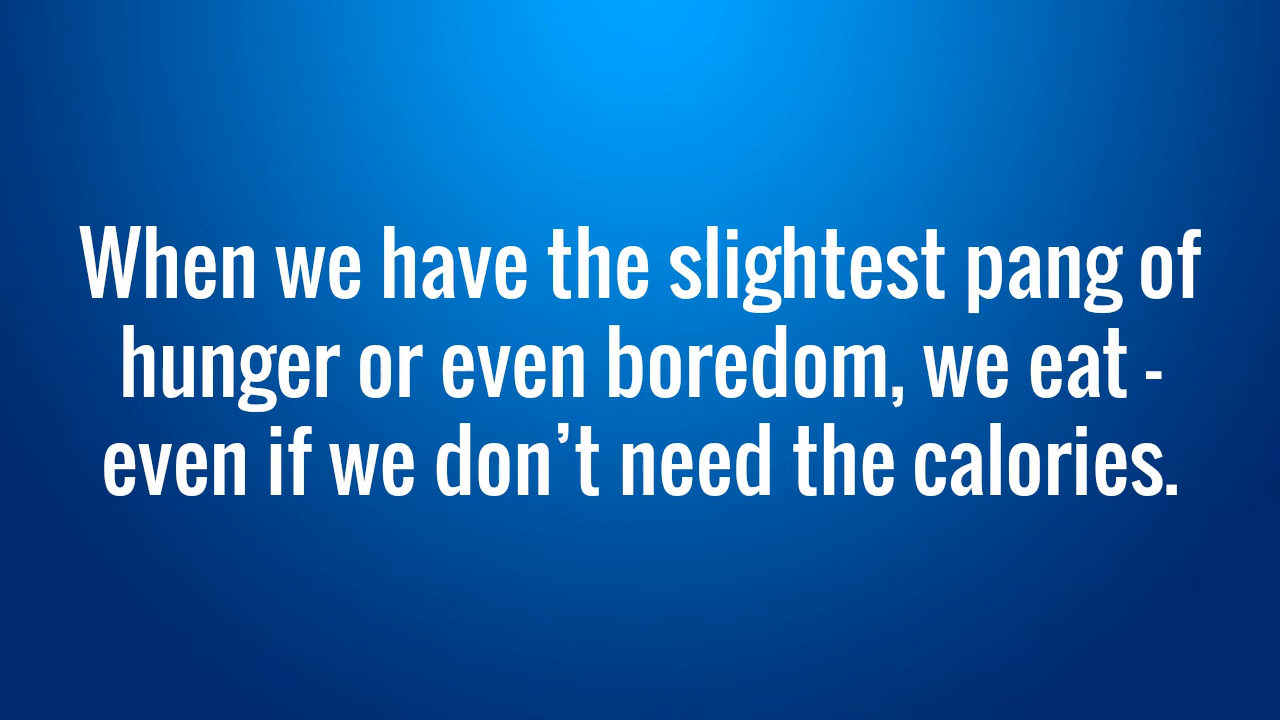 When we have the slightest pang of
hunger or even boredom, we eat -
even if we don’t need the calories.